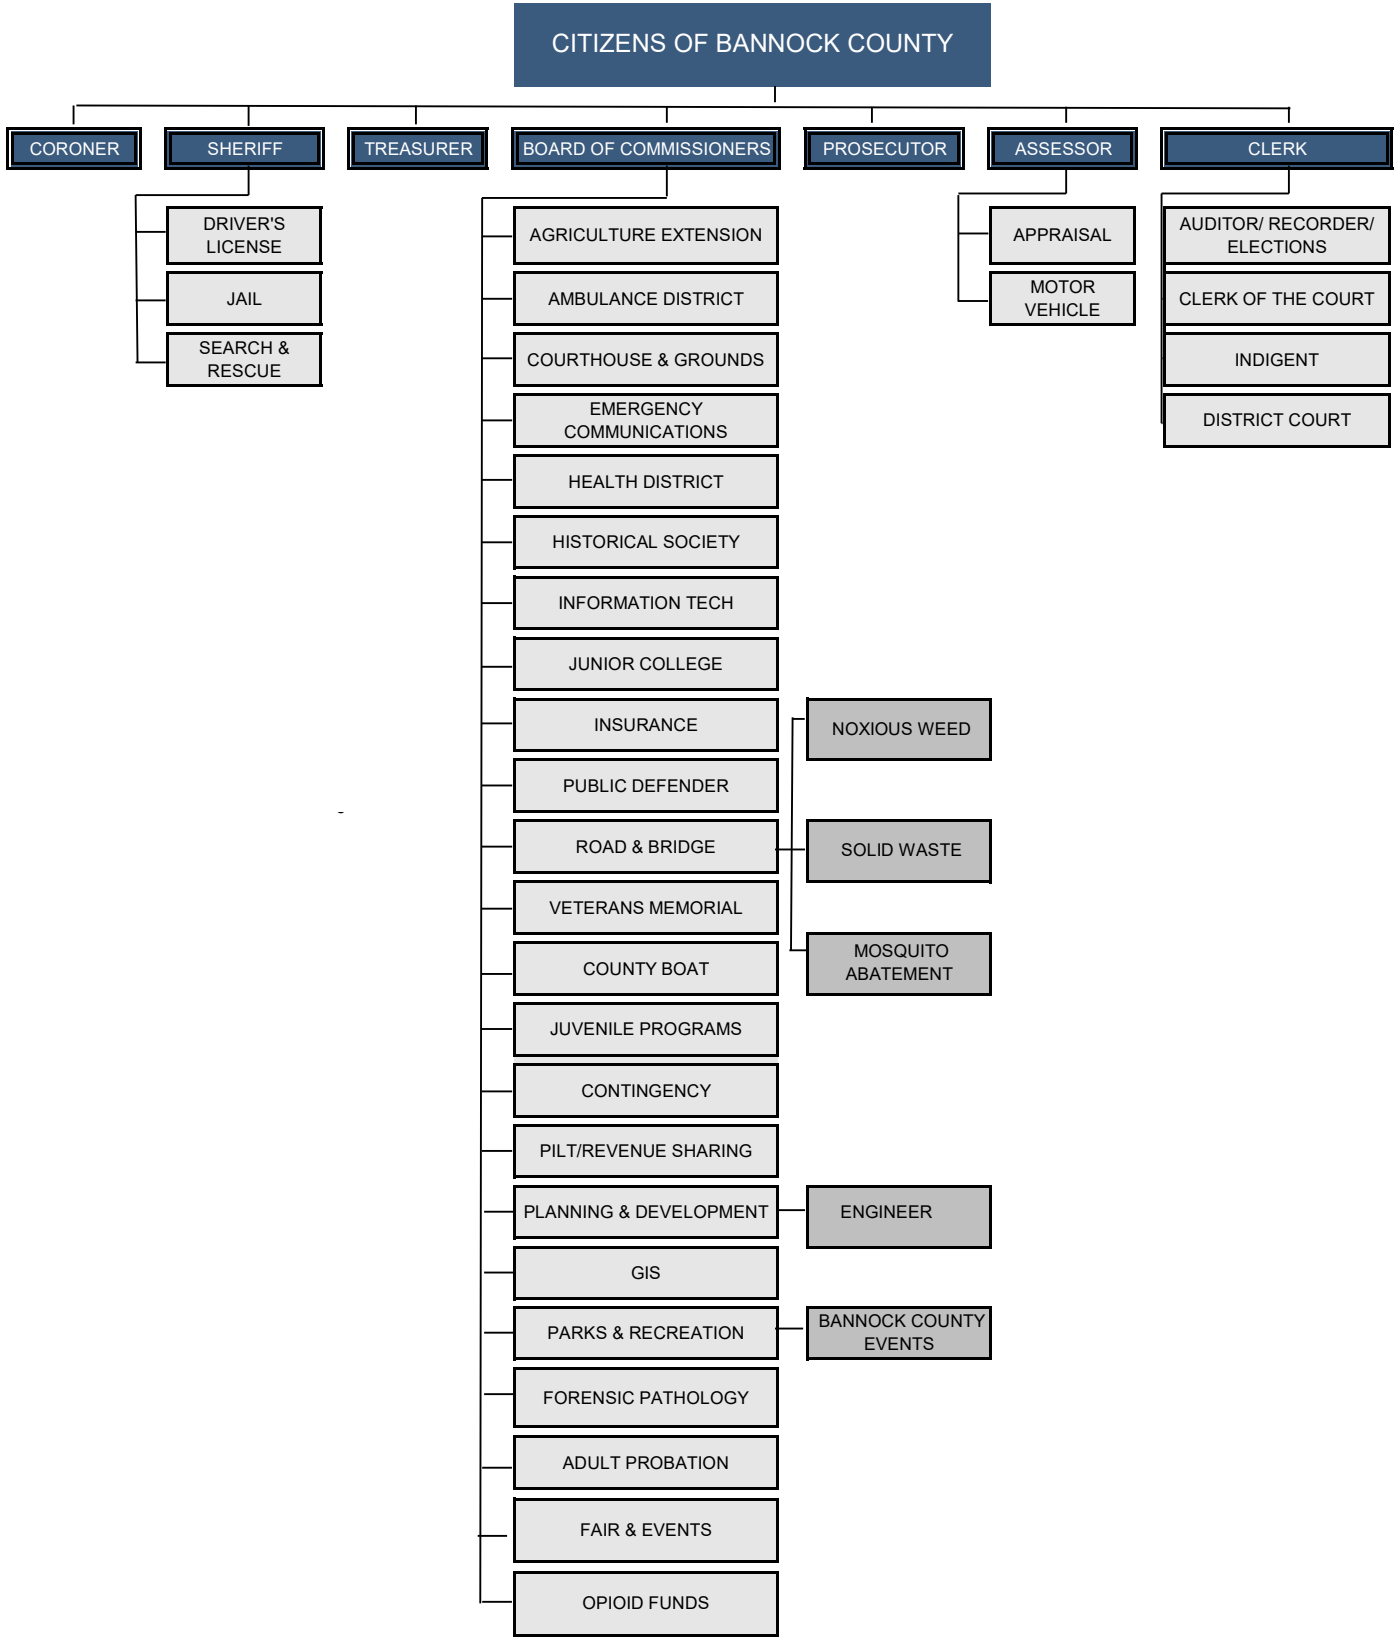 CITIZENS OF BANNOCK COUNTY
CORONER
SHERIFF
TREASURER
BOARD OF COMMISSIONERS
PROSECUTOR
ASSESSOR
CLERK
DRIVER'S
LICENSE
JAIL
SEARCH &
RESCUE
AGRICULTURE EXTENSION
AMBULANCE DISTRICT
COURTHOUSE & GROUNDS
EMERGENCY
COMMUNICATIONS
HEALTH DISTRICT
HISTORICAL SOCIETY
INFORMATION TECH
JUNIOR COLLEGE
INSURANCE
PUBLIC DEFENDER
ROAD & BRIDGE
NOXIOUS WEED
SOLID WASTE
MOSQUITO
ABATEMENT
VETERANS MEMORIAL
COUNTY BOAT
JUVENILE PROGRAMS
CONTINGENCY
PILT/REVENUE SHARING
PLANNING & DEVELOPMENT
ENGINEER
GIS
PARKS & RECREATION
BANNOCK COUNTY
EVENTS
FORENSIC PATHOLOGY
ADULT PROBATION
FAIR & EVENTS
OPIOID FUNDS
APPRAISAL
MOTOR
VEHICLE
AUDITOR/ RECORDER/
ELECTIONS
CLERK OF THE COURT
INDIGENT
DISTRICT COURT
-